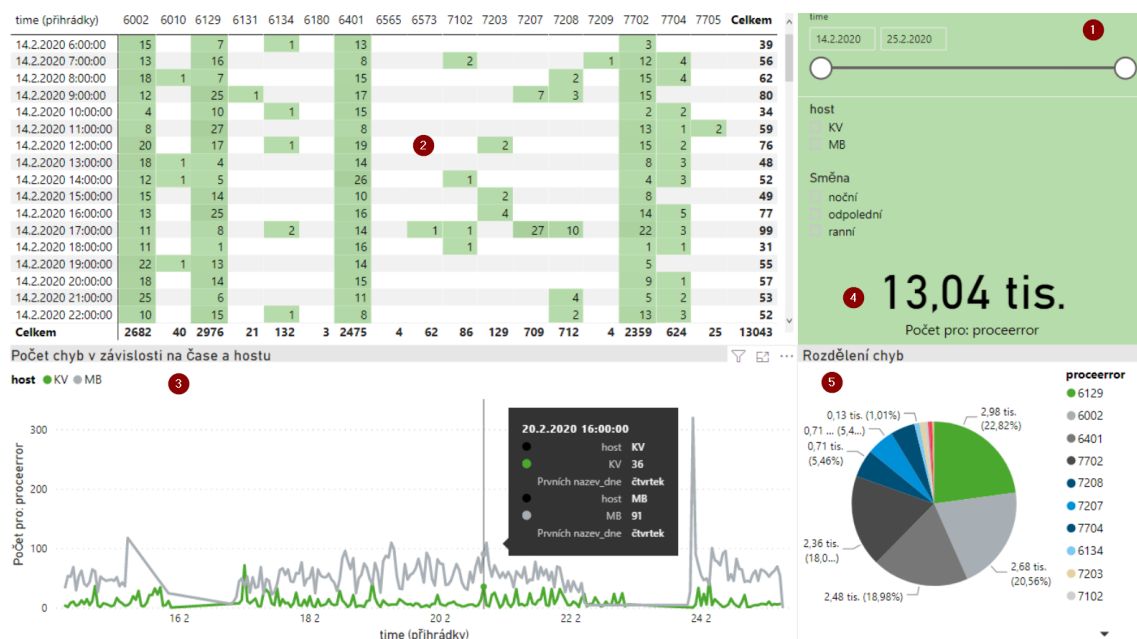 time (přihrádky) 6002 6010 6129 6131 6134 6180 6401 6565 6573 7102 7203 7207 7208 7209 7702 7704 7705 Celkem
14.2.2020 6:00:00 15 7 1 13 3 39
14.2.2020 7:00:00 13 16 8 2 1 12 4 56
14.2.2020 8:00:00 18 1 7 15 2 15 4 62
14.2.2020 9:00:00 12 25 1 17 7 3 15 80
14.2.2020 10:00:00 4 10 1 15 2 2 34
14.2.2020 11:00:00 8 27 8 13 1 2 59
14.2.2020 12:00:00 20 17 1 19 2 15 2 76
14.2.2020 13:00:00 18 1 4 14 8 3 48
14.2.2020 14:00:00 12 1 5 26 1 4 3 52
14.2.2020 15:00:00 15 14 10 2 8 49
14.2.2020 16:00:00 13 25 16 4 14 5 77
14.2.2020 17:00:00 11 8 2 14 1 1 27 10 22 3 99
14.2.2020 18:00:00 11 1 16 1 1 1 31
14.2.2020 19:00:00 22 1 13 14 5 55
14.2.2020 20:00:00 18 14 15 9 1 57
14.2.2020 21:00:00 25 6 11 4 5 2 53
14.2.2020 22:00:00 10 15 1 8 2 13 3 52
Celkem 2682 40 2976 21 132 3 2475 4 62 86 129 709 712 4 2359 624 25 13043
2
time
1
14.2.2020 25.2.2020
host
KV
MB
Směna
noční
odpolední
ranní
4
13,04 tis.
Počet pro: proceerror
Počet chyb v závislosti na čase a hostu
host KV MB
3
Počet pro: proceerror
300
200
100
0
16 2 18 2 20 2 22 2 24 2
time (přihrádky)
20.2.2020 16:00:00
host KV
KV 36
Prvních nazev_dne čtvrtek
host MB
MB 91
Prvních nazev_dne čtvrtek
Rozdělení chyb
5
0,13 tis. (1,01%)
0,71 ... (5,4...)
0,71 tis.
(5,46%)
2,36 tis.
(18,0...)
2,48 tis. (18,98%)
2,98 tis.
(22,82%)
2,68 tis.
(20,56%)
proceerror
6129
6002
6401
7702
7208
7207
7704
6134
7203
7102